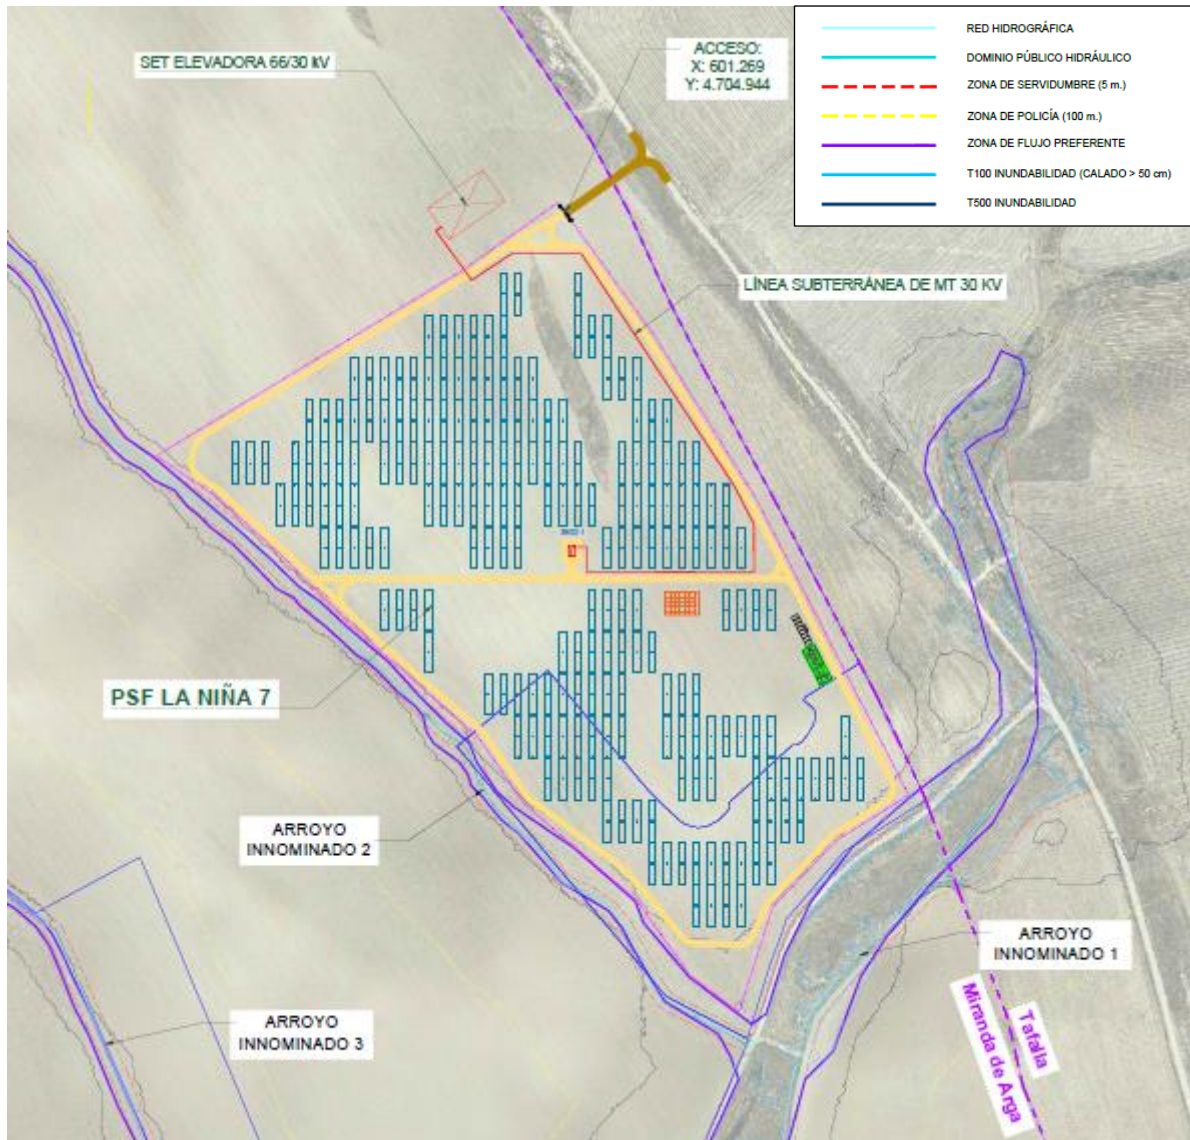 SET ELEVADORA 66/30 kV
ACCESO:
X: 601.269
Y: 4.704.944
RED HIDROGRÁFICA
DOMINIO PÚBLICO HIDRÁULICO
ZONA DE SERVIDUMBRE (5 m.)
ZONA DE POLICÍA (100 m.)
ZONA DE FLUJO PREFERENTE
T100 INUNDABILIDAD (CALADO > 50 cm)
T500 INUNDABILIDAD
LÍNEA SUBTERRÁNEA DE MT 30 KV
PSF LA NIÑA 7
ARROYO
INNOMINADO 2
ARROYO
INNOMINADO 1
ARROYO
INNOMINADO 3
Miranda de Arga
Tafalla